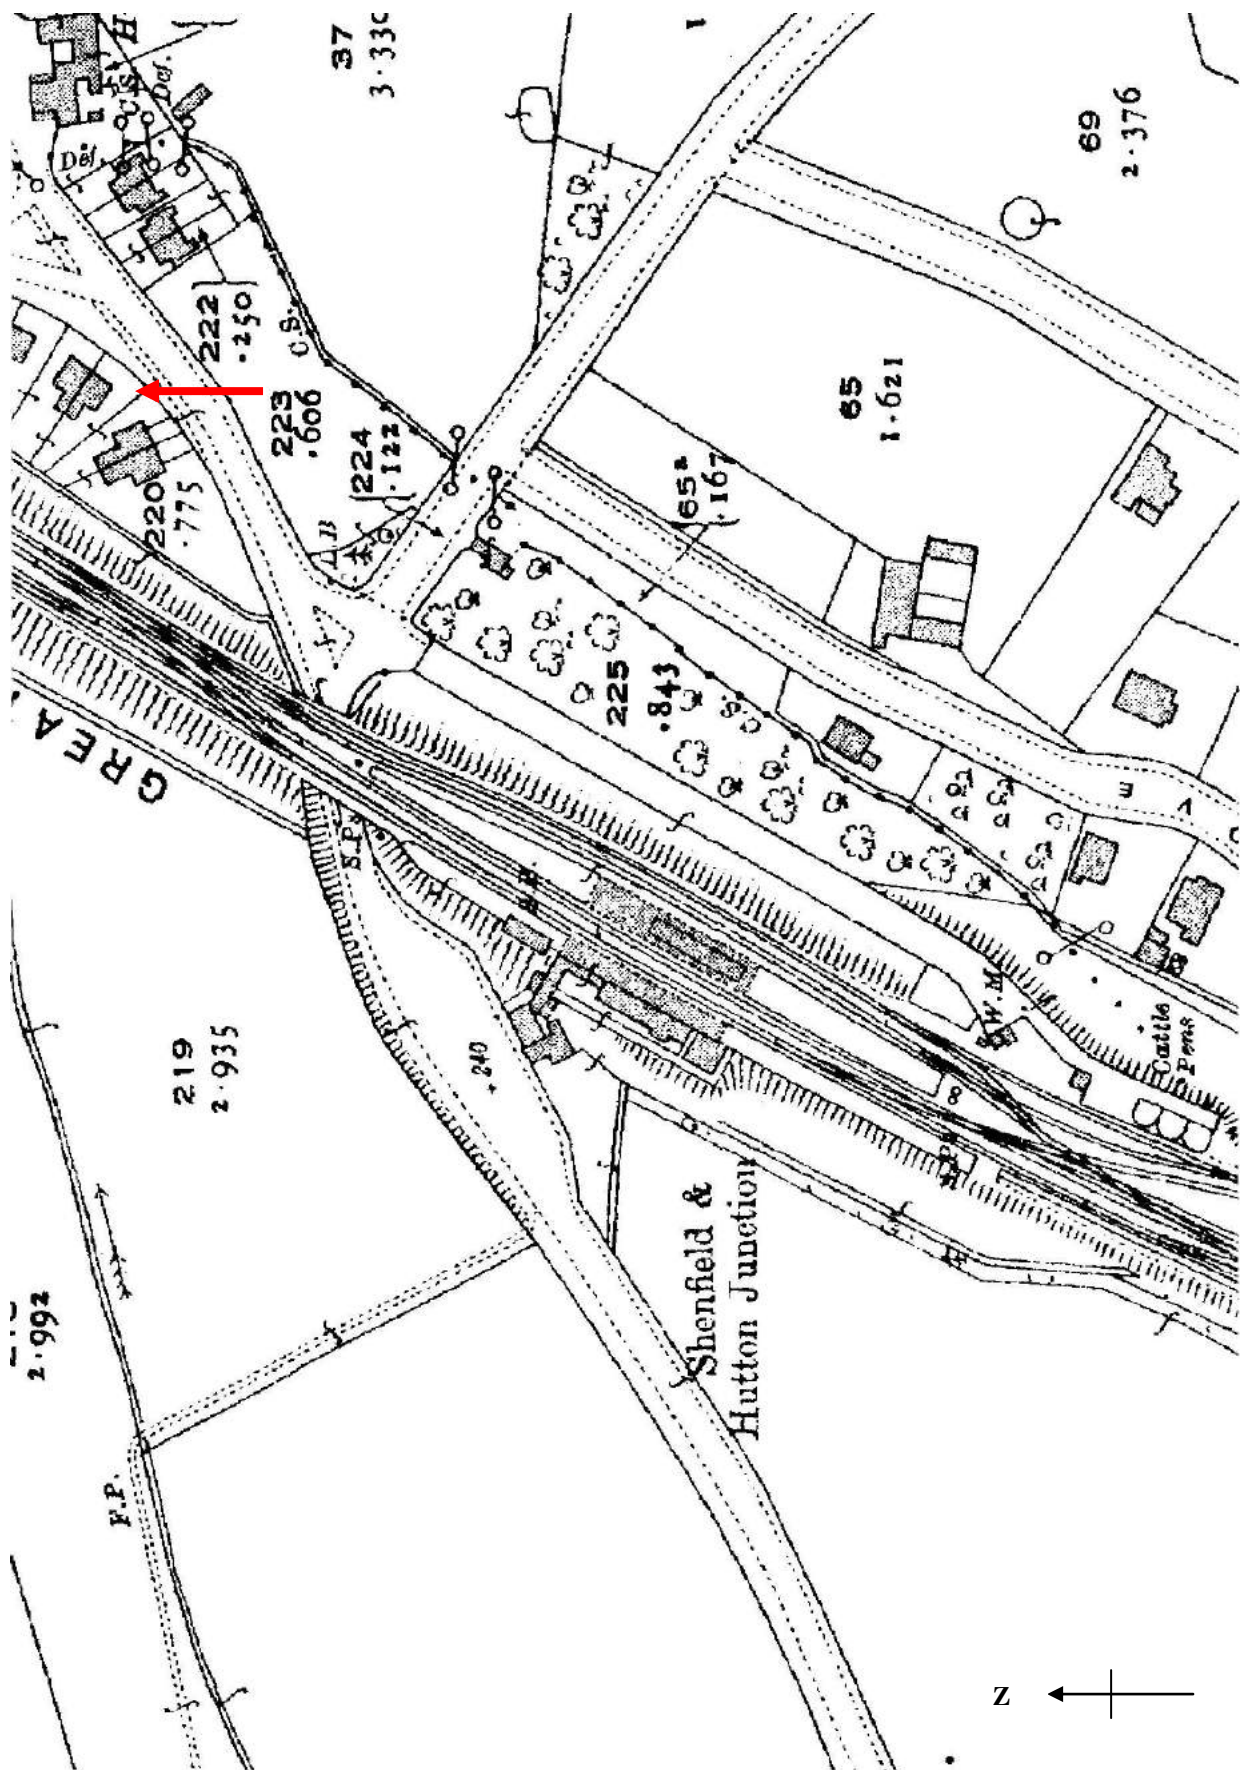 37
3·330
69
2·376
C.S.
Def.
Def.
222
·250
C.S.
223
·606
224
·122
L.B
65
1·621
65ª
·167
220
·775
225
·843
C.S.
GREA
S.P.
S.B.
V E
W.M.
Cattle
Pens
219
2·935
+ 240
8
S.P.
Shenfield &
Hutton Junction
2·992
F.P.
N